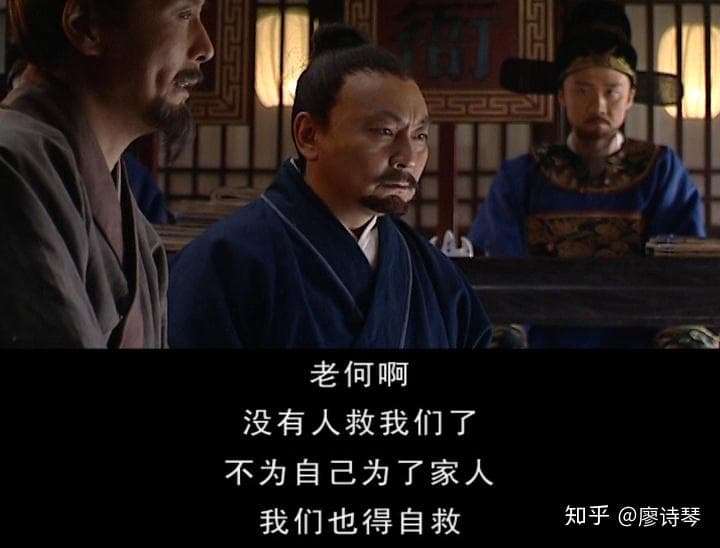 衙
老何啊
没有人救我们了
不为自己为了家人
我们也得自救
知乎 @廖诗琴